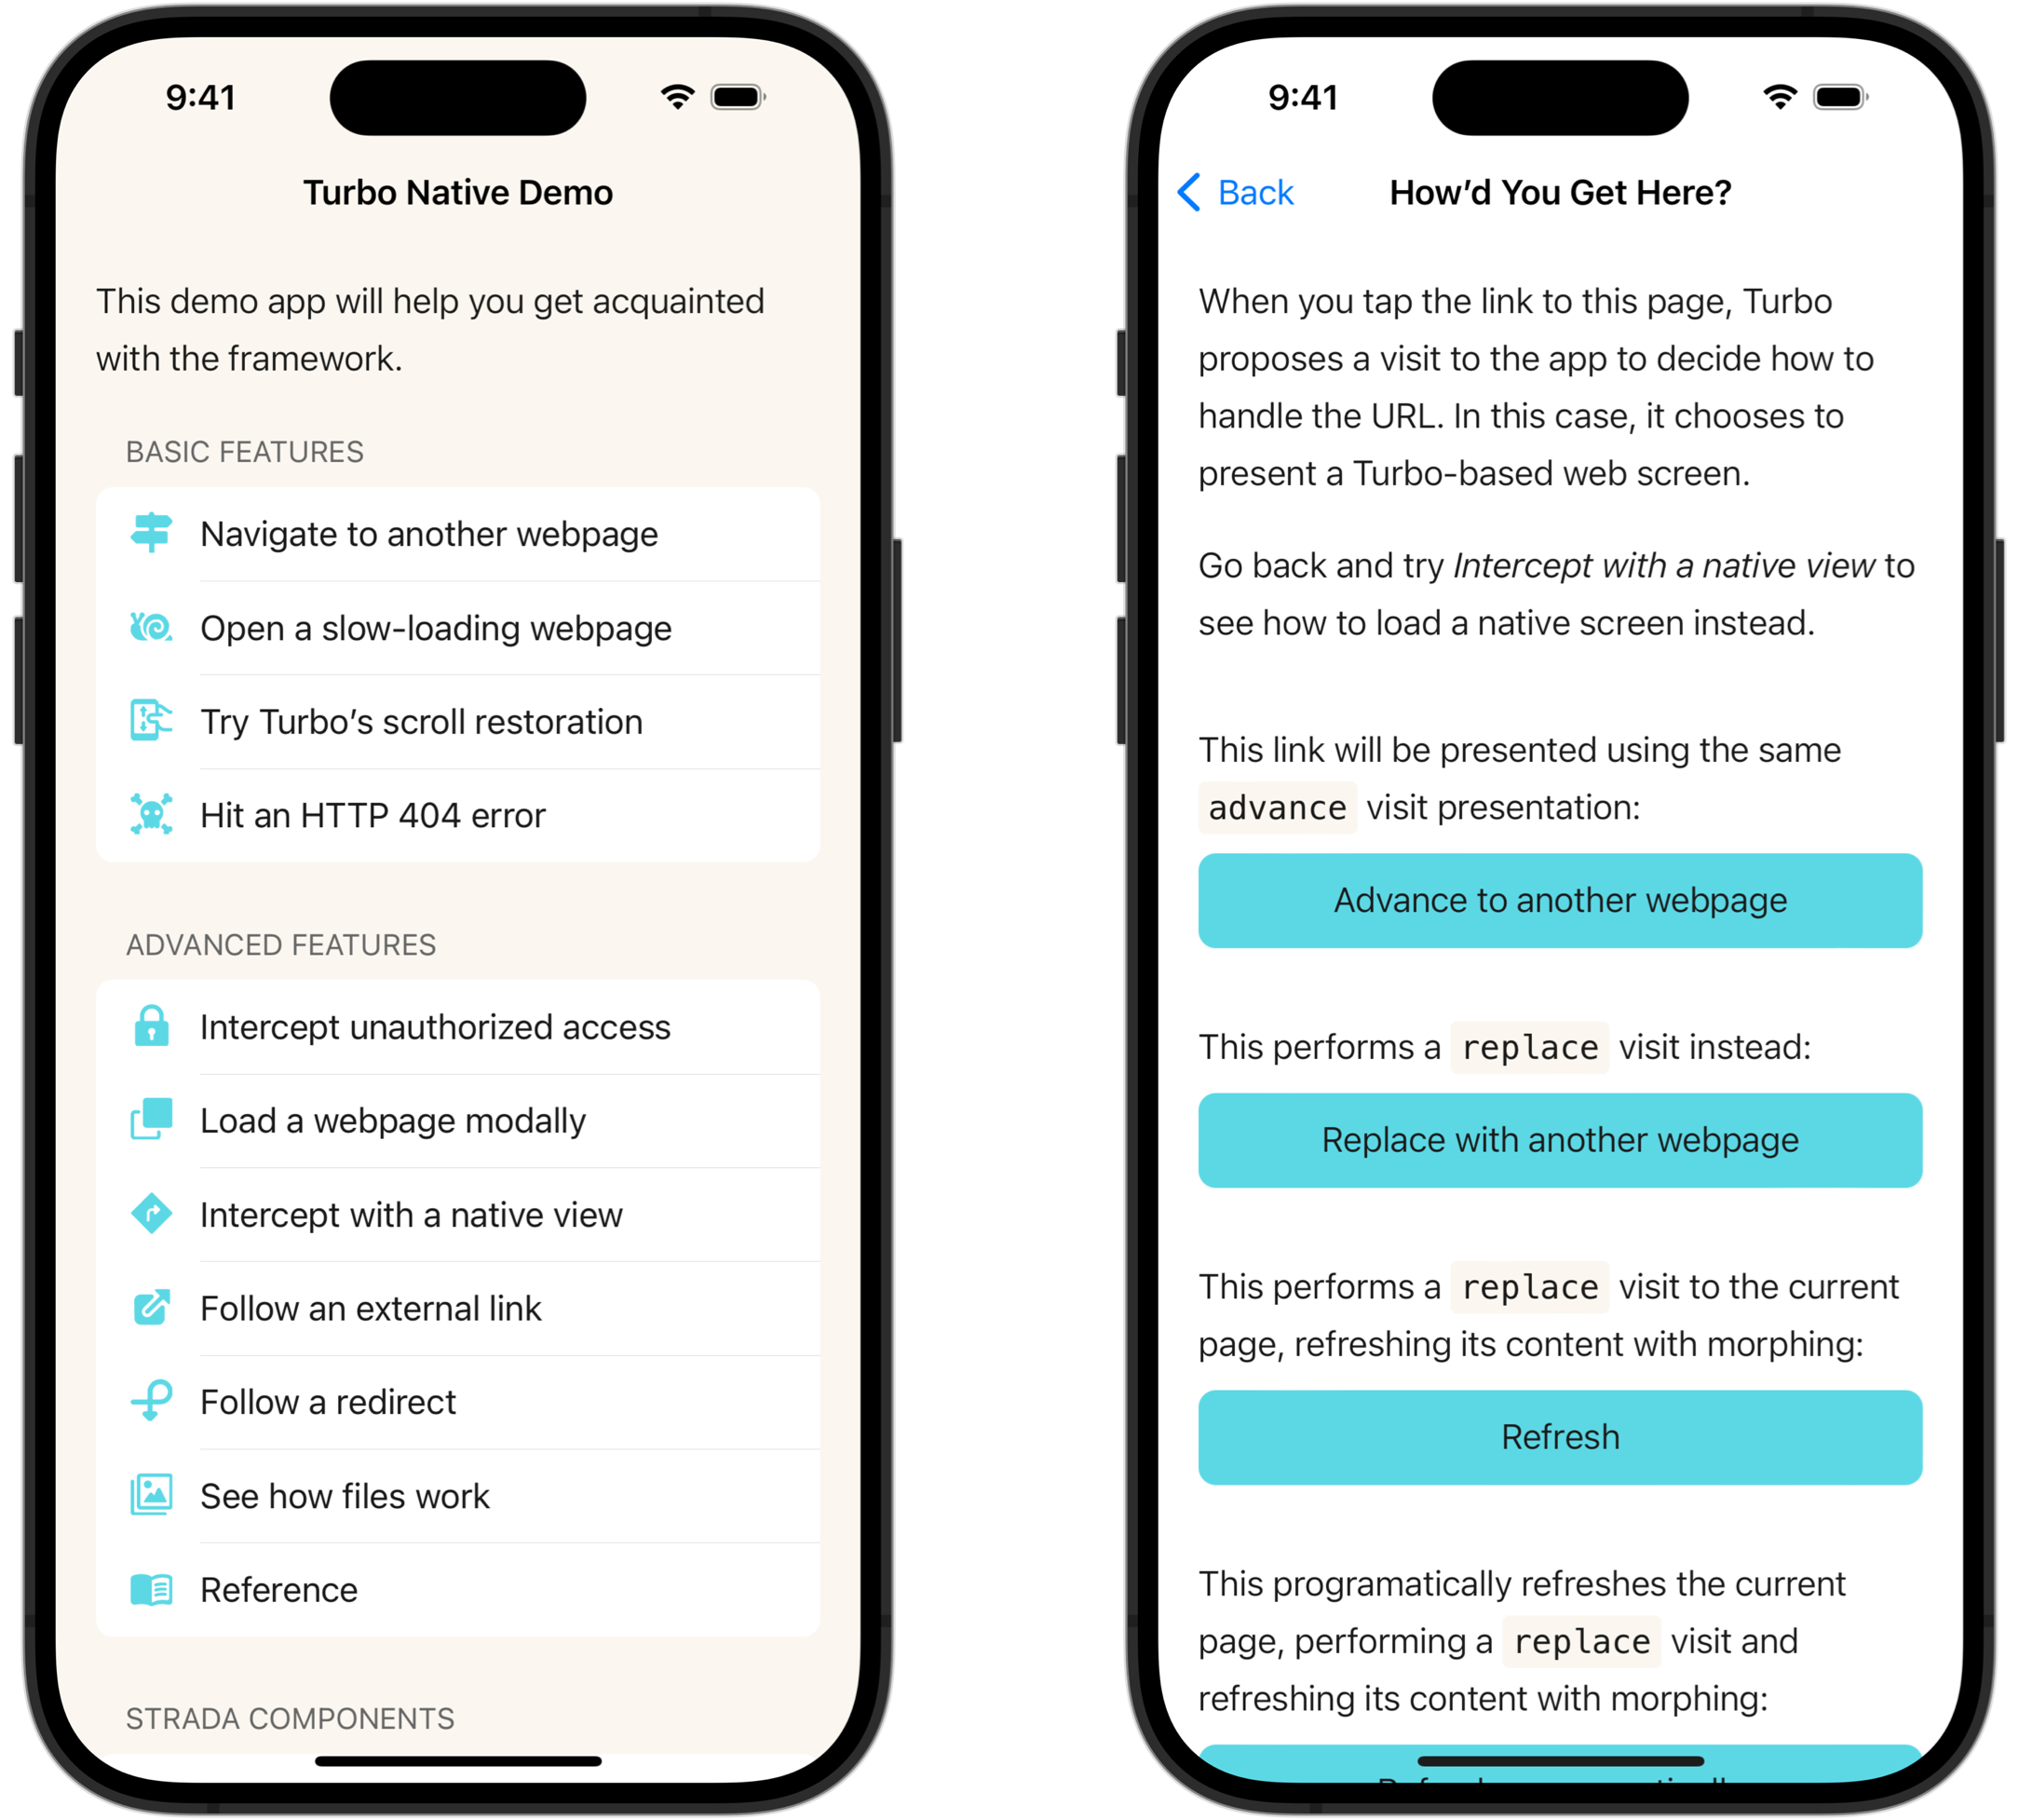 9:41
Turbo Native Demo
This demo app will help you get acquainted
with the framework.
BASIC FEATURES
Navigate to another webpage
Open a slow-loading webpage
Try Turbo’s scroll restoration
Hit an HTTP 404 error
ADVANCED FEATURES
Intercept unauthorized access
Load a webpage modally
Intercept with a native view
Follow an external link
Follow a redirect
See how files work
Reference
STRADA COMPONENTS
9:41
Back
How’d You Get Here?
When you tap the link to this page, Turbo
proposes a visit to the app to decide how to
handle the URL. In this case, it chooses to
present a Turbo-based web screen.
Go back and try Intercept with a native view to
see how to load a native screen instead.
This link will be presented using the same
advance visit presentation:
Advance to another webpage
This performs a replace visit instead:
Replace with another webpage
This performs a replace visit to the current
page, refreshing its content with morphing:
Refresh
This programatically refreshes the current
page, performing a replace visit and
refreshing its content with morphing: